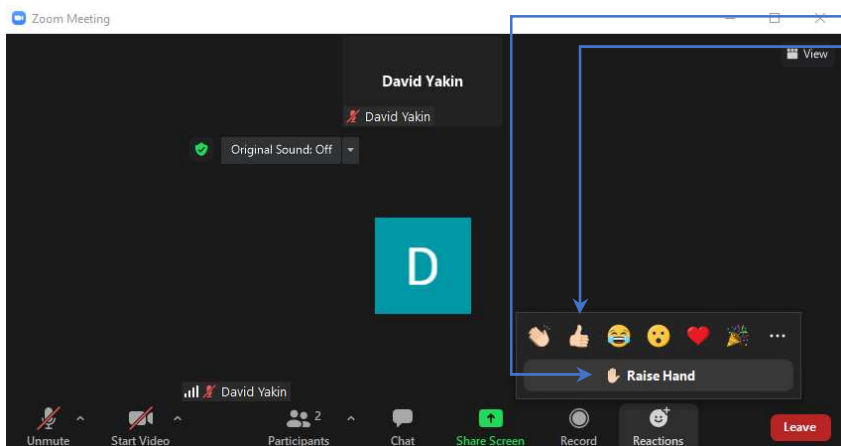 Zoom Meeting
View
David Yakin
David Yakin
Original Sound: Off
D
Raise Hand
David Yakin
2
Unmute Start Video Participants Chat Share Screen Record Reactions Leave